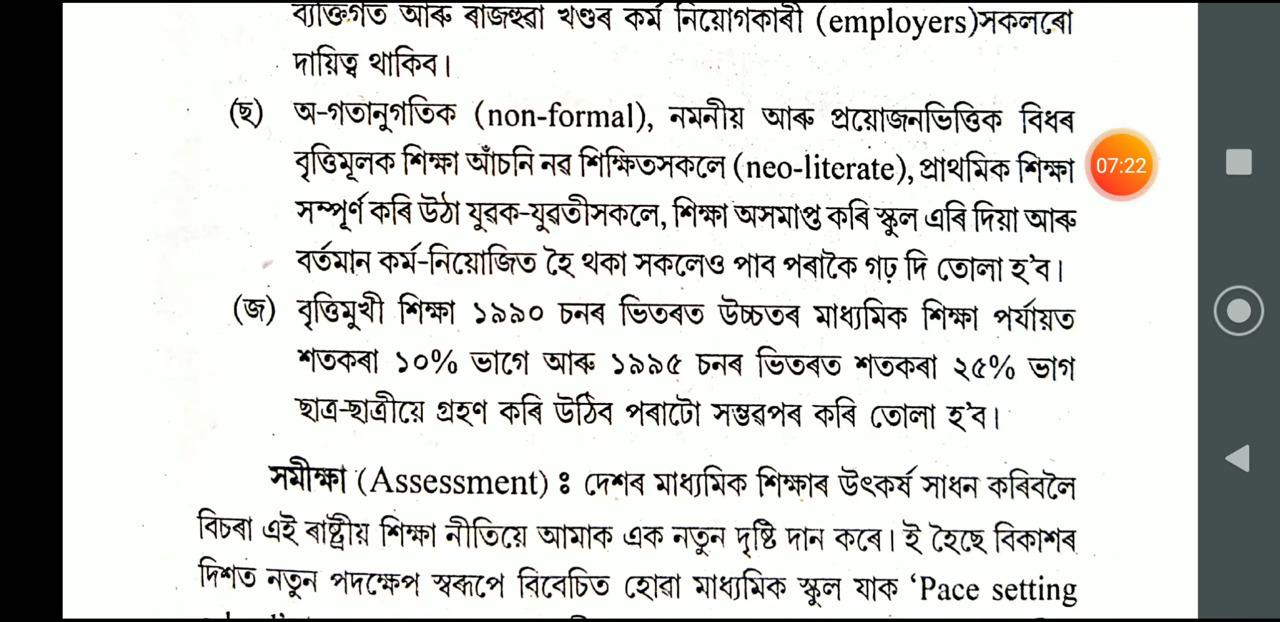 ব্যক্তিগত আৰু ৰাজহুৱা খণ্ডৰ কৰ্ম নিয়োগকাৰী (employers)সকলৰো
দায়িত্ব থাকিব।
(ছ) অ-গতানুগতিক (non-formal), নমনীয় আৰু প্ৰয়োজনভিত্তিক বিধৰ
বৃত্তিমূলক শিক্ষা আঁচনি নৱ শিক্ষিতসকলে (neo-literate), প্ৰাথমিক শিক্ষা
07:22
সম্পূৰ্ণ কৰি উঠা যুৱক-যুৱতীসকলে, শিক্ষা অসমাপ্ত কৰি স্কুল এৰি দিয়া আৰু
বৰ্তমান কৰ্ম-নিয়োজিত হৈ থকা সকলেও পাব পৰাকৈ গঢ় দি তোলা হ'ব।
(জ) বৃত্তিমুখী শিক্ষা ১৯৯০ চনৰ ভিতৰত উচ্চতৰ মাধ্যমিক শিক্ষা পৰ্যায়ত
শতকৰা ১০% ভাগে আৰু ১৯৯৫ চনৰ ভিতৰত শতকৰা ২৫% ভাগ
ছাত্ৰ-ছাত্ৰীয়ে গ্ৰহণ কৰি উঠিব পৰাটো সম্ভৱপৰ কৰি তোলা হ'ব।
সমীক্ষা (Assessment) : দেশৰ মাধ্যমিক শিক্ষাৰ উৎকৰ্ষ সাধন কৰিবলৈ
বিচৰা এই ৰাষ্ট্ৰীয় শিক্ষা নীতিয়ে আমাক এক নতুন দৃষ্টি দান কৰে। ই হৈছে বিকাশৰ
দিশত নতুন পদক্ষেপ স্বৰূপে বিবেচিত হোৱা মাধ্যমিক স্কুল যাক 'Pace setting